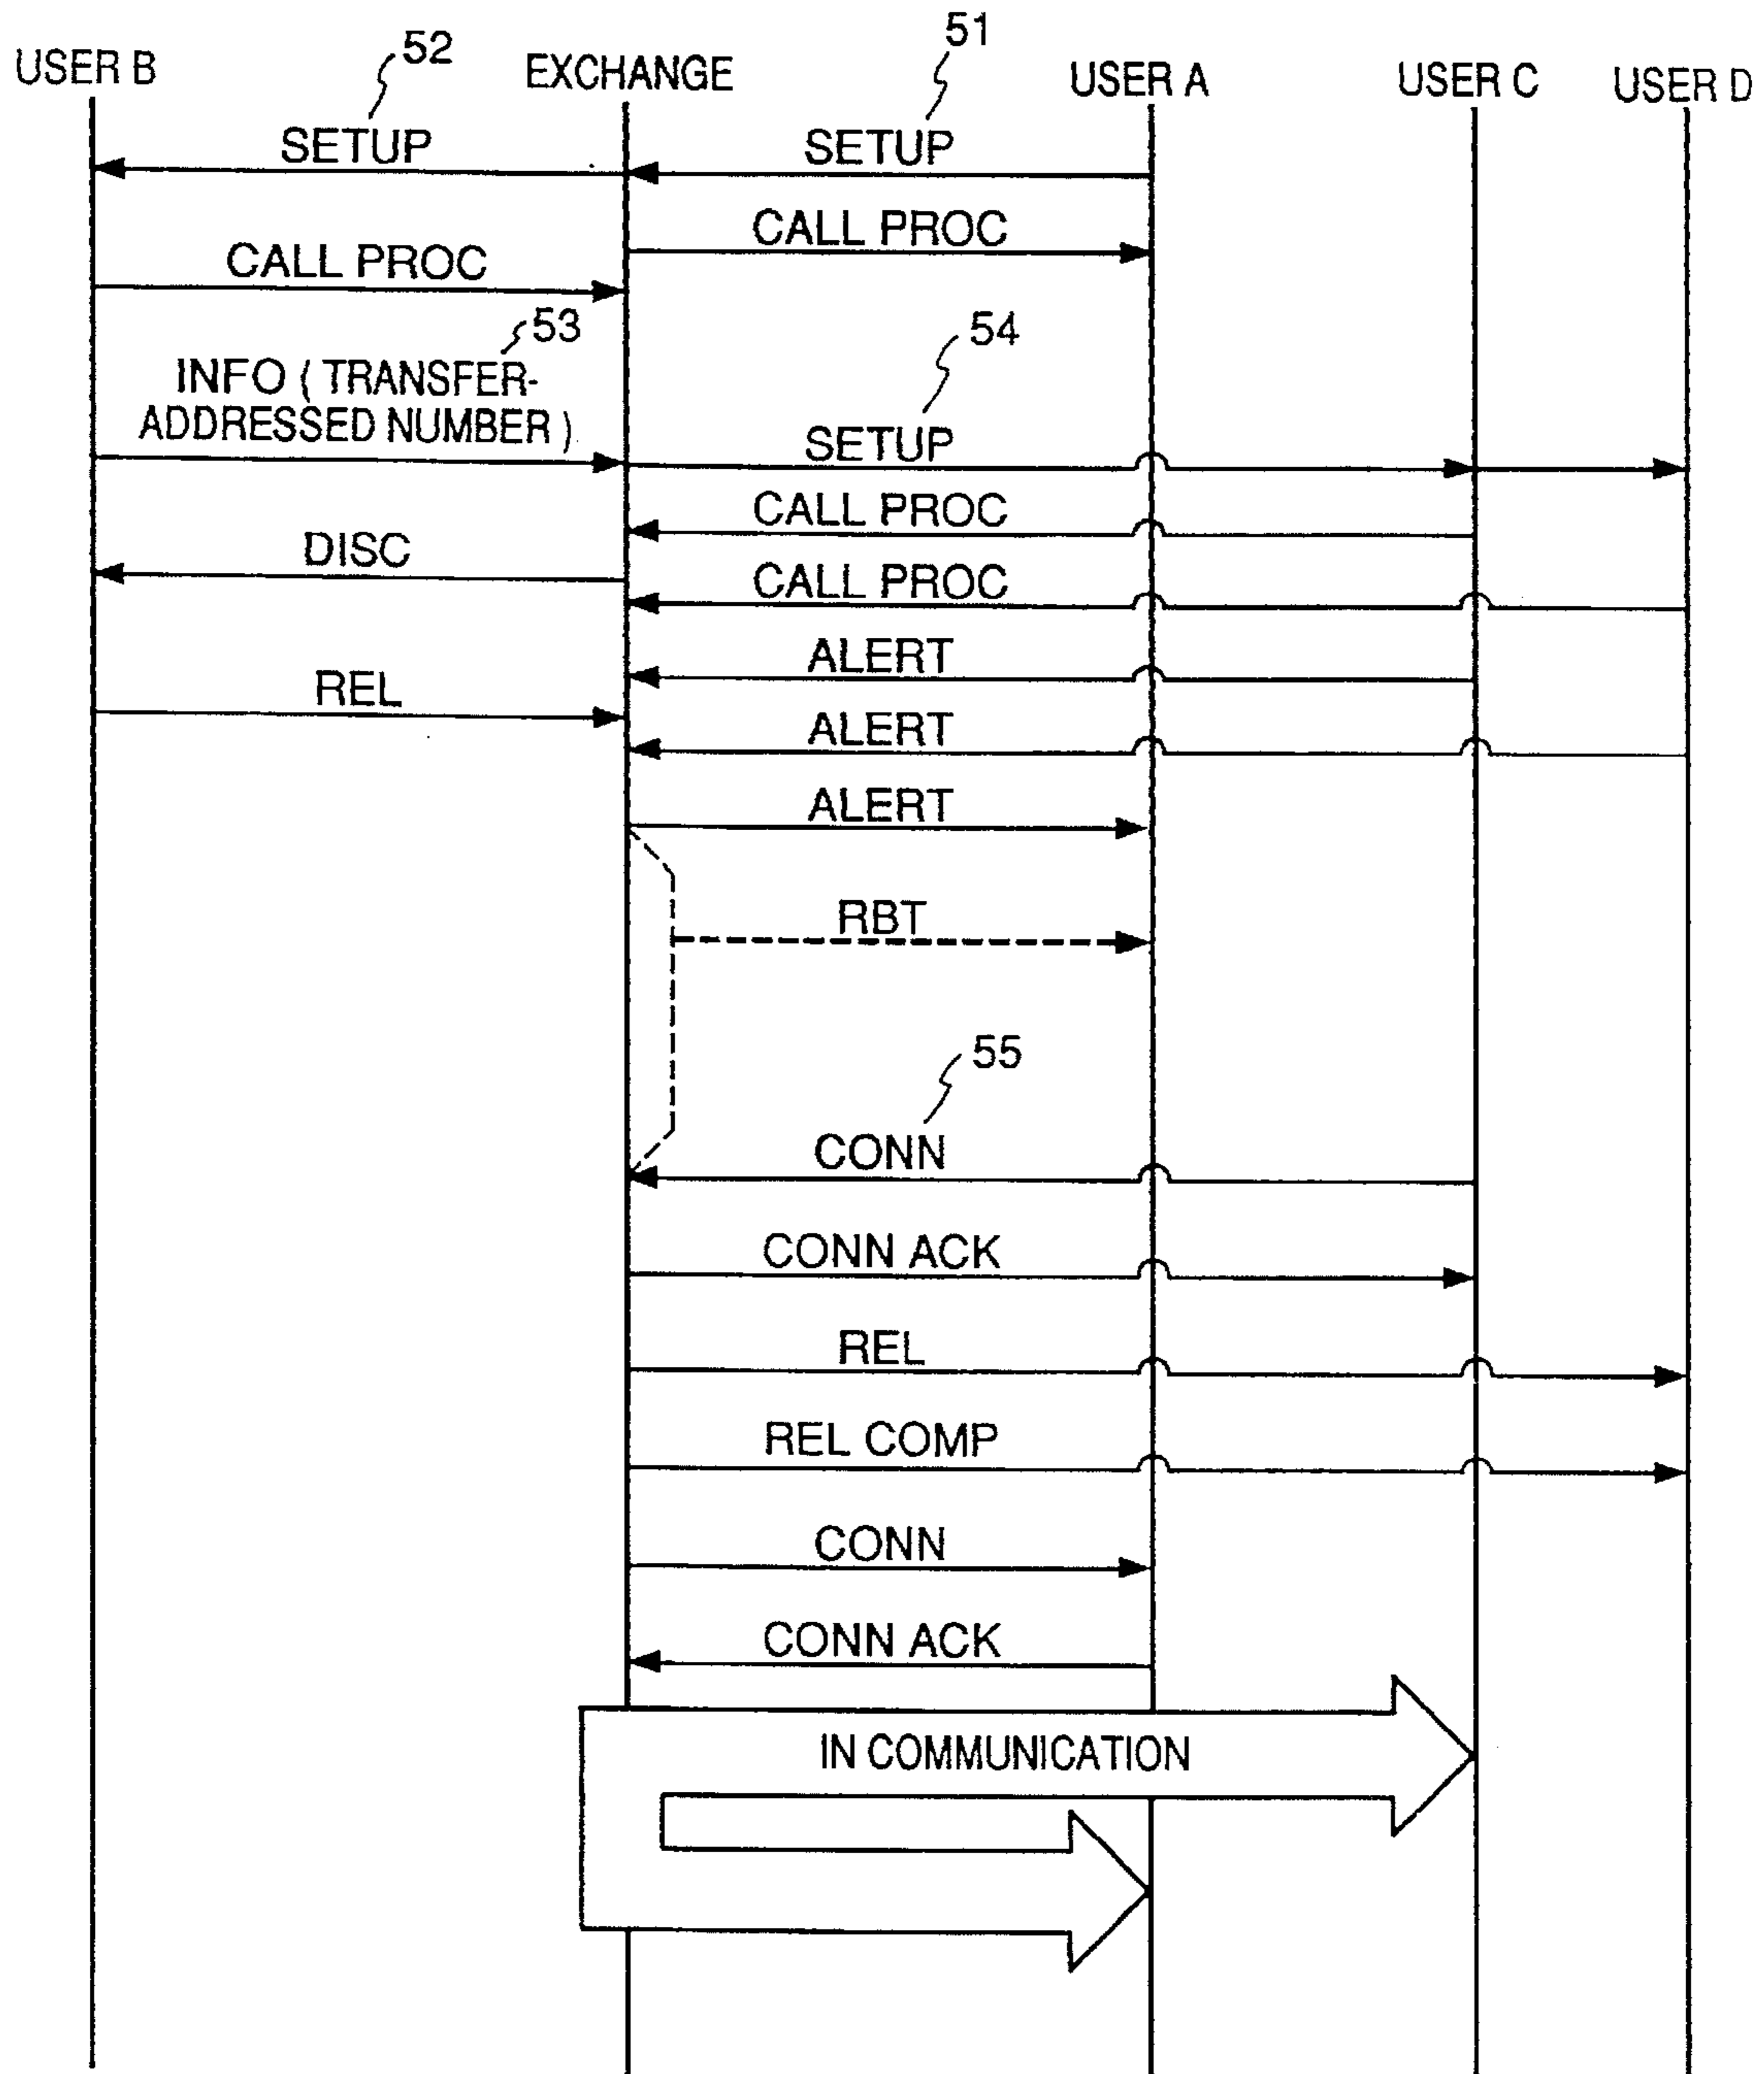 52
51
USER B
EXCHANGE
USER A
USER C
USER D
SETUP
SETUP
CALL PROC
CALL PROC
53
54
INFO ( TRANSFER-
ADDRESSED NUMBER )
SETUP
CALL PROC
DISC
CALL PROC
ALERT
REL
ALERT
ALERT
RBT
55
CONN
CONN ACK
REL
REL COMP
CONN
CONN ACK
IN COMMUNICATION